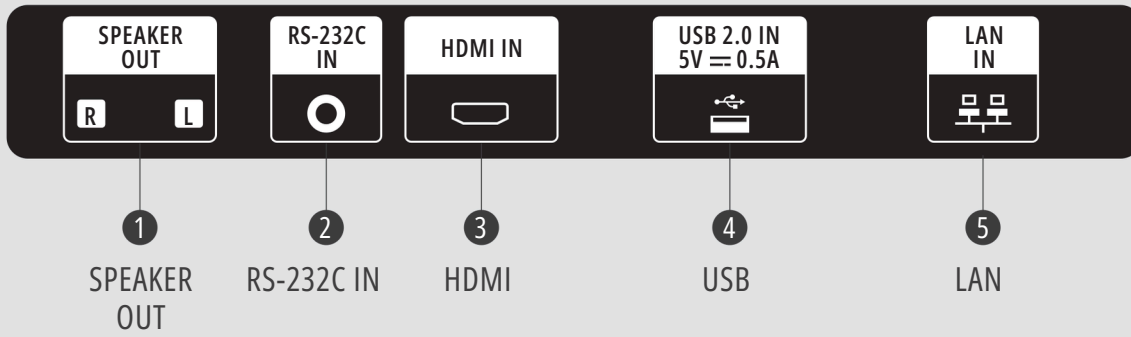 SPEAKER
OUT
R L
RS-232C
IN
HDMI IN
USB 2.0 IN
5V ⎓ 0.5A
LAN
IN
1
SPEAKER
OUT
2
RS-232C IN
3
HDMI
4
USB
5
LAN